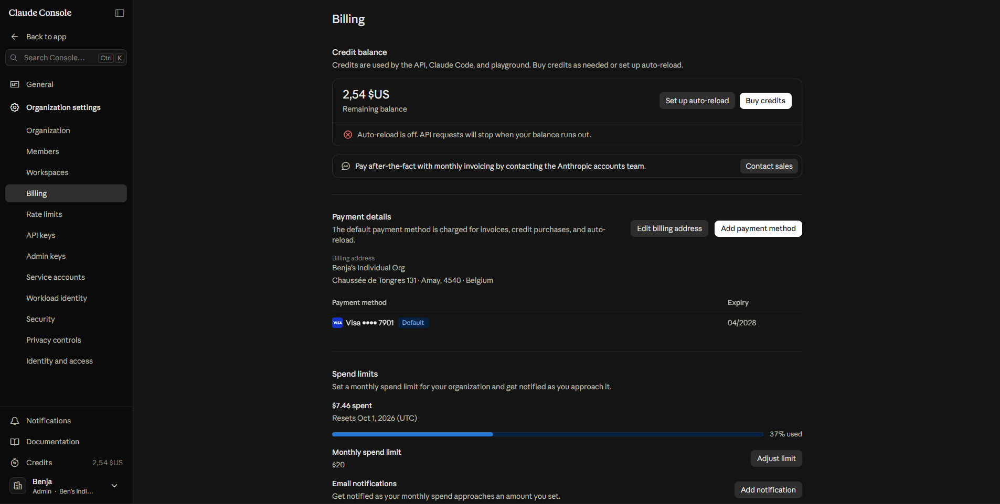 Claude Console
Back to app
Search Console...
Ctrl K
General
Organization settings
Organization
Members
Workspaces
Billing
Rate limits
API keys
Admin keys
Service accounts
Workload identity
Security
Privacy controls
Identity and access
Notifications
Documentation
Credits 2,54 $US
Benja
Admin · Ben's Indi...
Billing
Credit balance
Credits are used by the API, Claude Code, and playground. Buy credits as needed or set up auto-reload.
2,54 $US
Remaining balance
Set up auto-reload
Buy credits
Auto-reload is off. API requests will stop when your balance runs out.
Pay after-the-fact with monthly invoicing by contacting the Anthropic accounts team.
Contact sales
Payment details
The default payment method is charged for invoices, credit purchases, and auto-
reload.
Edit billing address
Add payment method
Billing address
Benja's Individual Org
Chaussée de Tongres 131 · Amay, 4540 · Belgium
Payment method Expiry
VISA Visa •••• 7901 Default 04/2028
Spend limits
Set a monthly spend limit for your organization and get notified as you approach it.
$7.46 spent
Resets Oct 1, 2026 (UTC)
37% used
Monthly spend limit
$20
Adjust limit
Email notifications
Get notified as your monthly spend approaches an amount you set.
Add notification